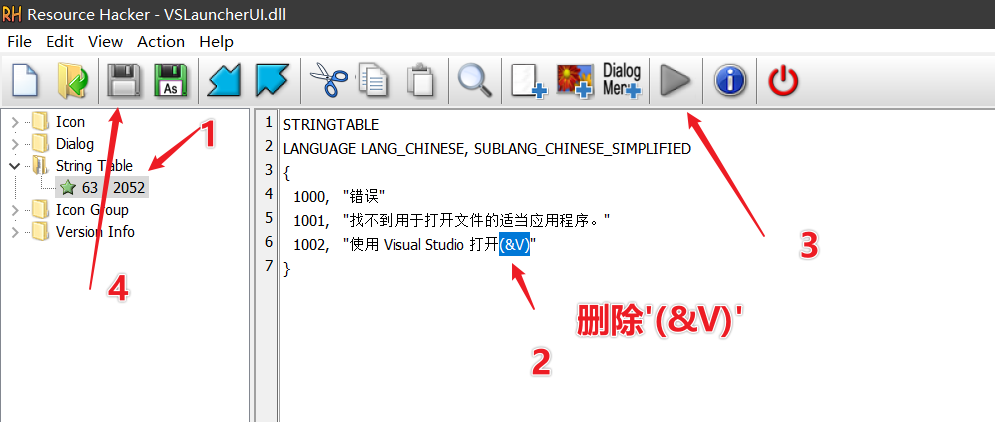 RH Resource Hacker - VSLauncherUI.dll
File Edit View Action Help
As
Dialog
Menu
Icon
Dialog
String Table
63 2052
Icon Group
Version Info
1 STRINGTABLE
2 LANGUAGE LANG_CHINESE, SUBLANG_CHINESE_SIMPLIFIED
3 {
4 1000, "错误"
5 1001, "找不到用于打开文件的适当应用程序。"
6 1002, "使用 Visual Studio 打开(&V)"
7 }
1
4
3
删除'(&V)'
2